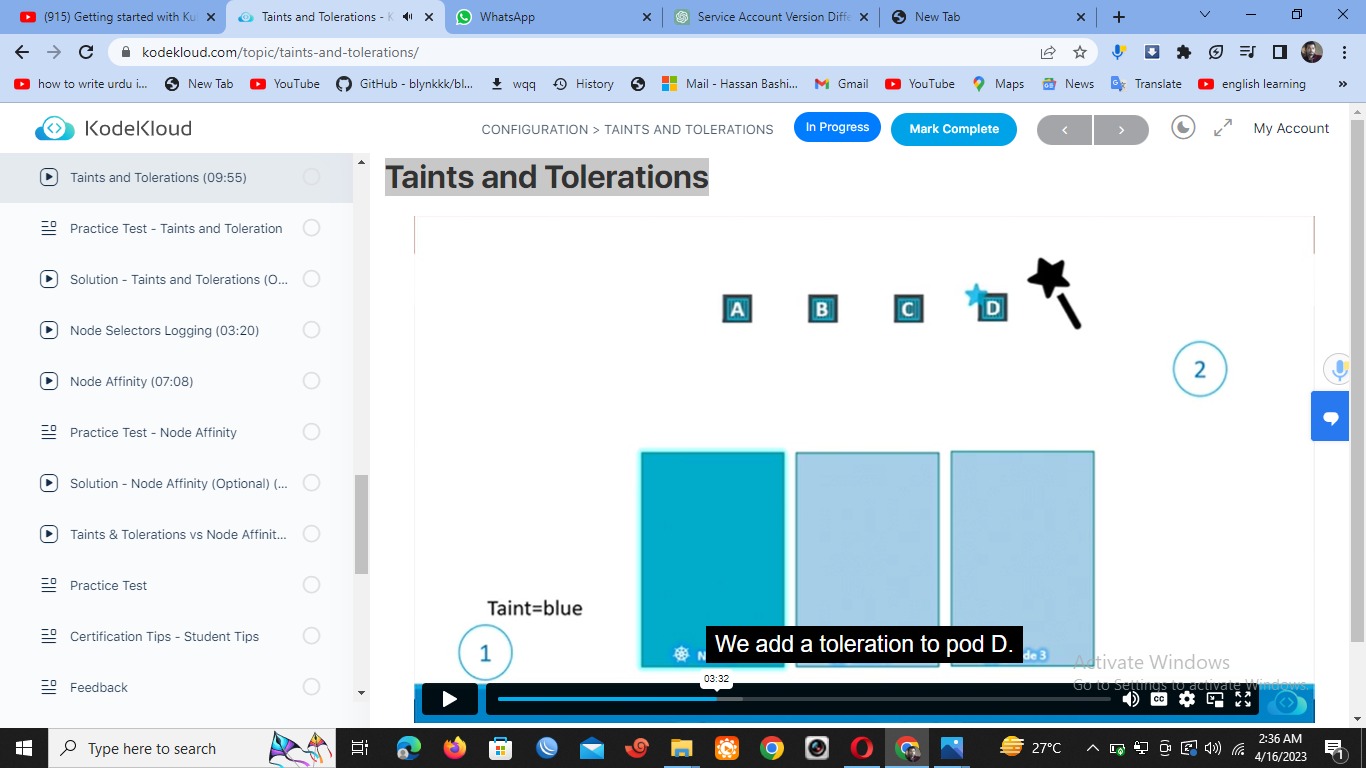 (915) Getting started with Ku
Taints and Tolerations - K
WhatsApp
Service Account Version Diffe
New Tab
kodekloud.com/topic/taints-and-tolerations/
how to write urdu i...
New Tab
YouTube
GitHub - blynkkk/bl...
wqq
History
Mail - Hassan Bashi...
Gmail
YouTube
Maps
News
Translate
english learning
»
KodeKloud
CONFIGURATION > TAINTS AND TOLERATIONS
In Progress
Mark Complete
My Account
Taints and Tolerations (09:55)
Practice Test - Taints and Toleration
Solution - Taints and Tolerations (O...
Node Selectors Logging (03:20)
Node Affinity (07:08)
Practice Test - Node Affinity
Solution - Node Affinity (Optional) (...
Taints & Tolerations vs Node Affinit...
Practice Test
Certification Tips - Student Tips
Feedback
Taints and Tolerations
A B C D
2
Taint=blue
1
We add a toleration to pod D.
de 3
03:32
CC
Activate Windows
Go to Settings to activate Windows.
Type here to search
27°C
2:36 AM
4/16/2023
1